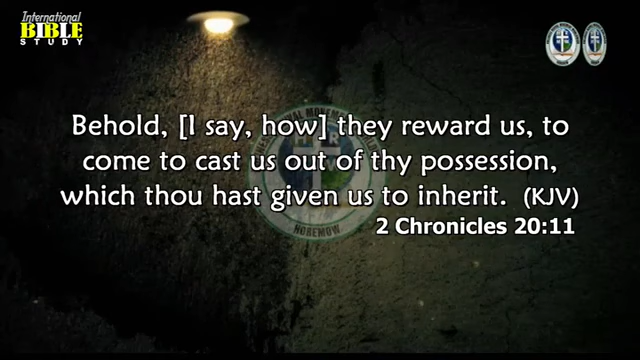 International
BIBLE
STUDY
Behold, [I say, how] they reward us, to
come to cast us out of thy possession,
which thou hast given us to inherit. (KJV)
2 Chronicles 20:11
HOREMOW